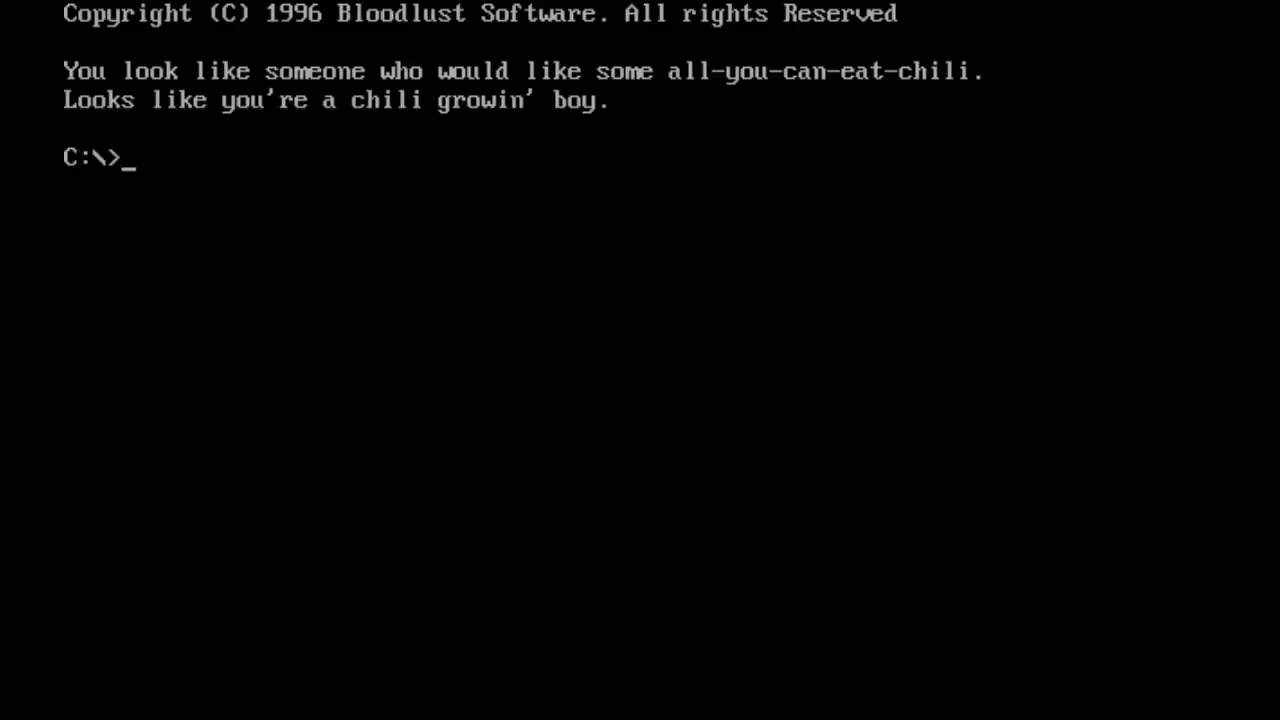 Copyright (C) 1996 Bloodlust Software. All rights Reserved
You look like someone who would like some all-you-can-eat-chili.
Looks like you're a chili growin' boy.
C:\>_